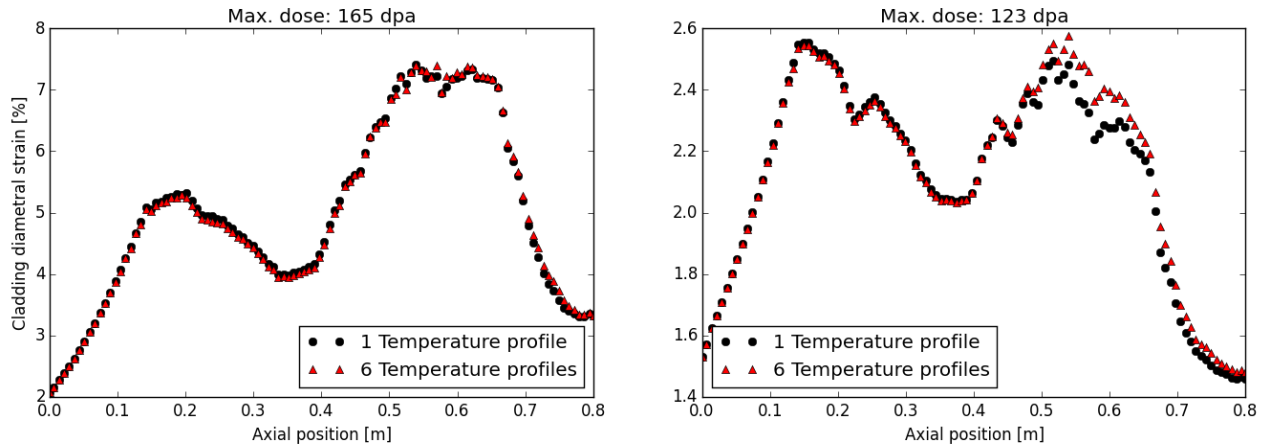 Max. dose: 165 dpa
Cladding diametral strain [%]
8
7
6
5
4
3
2
0.0 0.1 0.2 0.3 0.4 0.5 0.6 0.7 0.8
Axial position [m]
1 Temperature profile
6 Temperature profiles
Max. dose: 123 dpa
2.6
2.4
2.2
2.0
1.8
1.6
1.4
0.0 0.1 0.2 0.3 0.4 0.5 0.6 0.7 0.8
Axial position [m]
1 Temperature profile
6 Temperature profiles